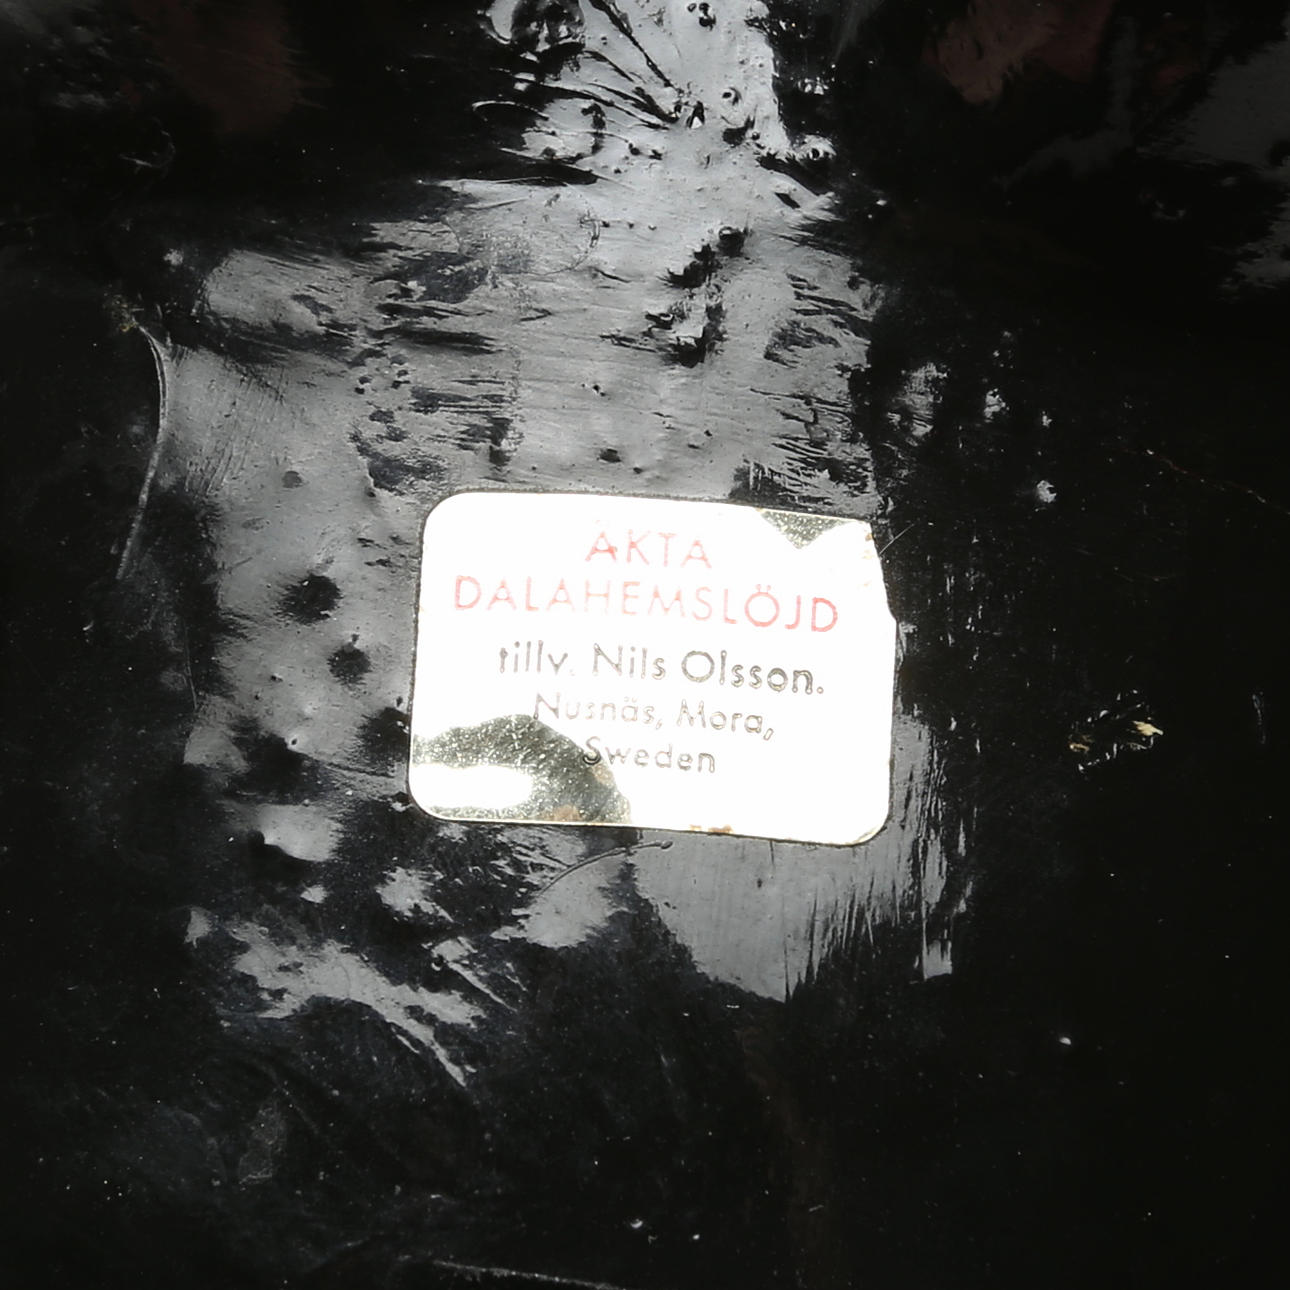 ÄKTA
DALAHEMSLÖJD
tillv. Nils Olsson.
Nusnäs, Mora,
Sweden